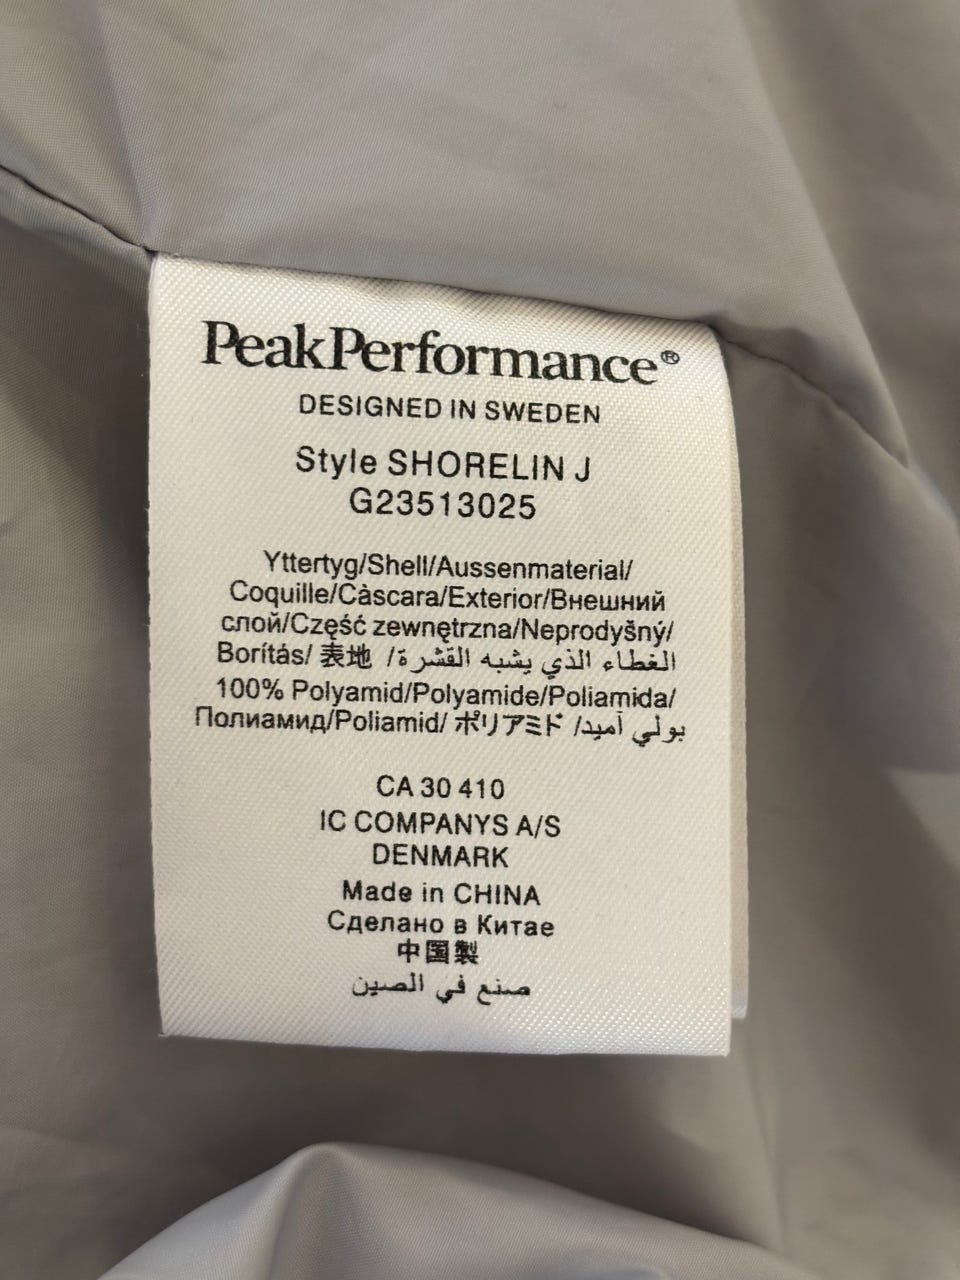 PeakPerformance®
DESIGNED IN SWEDEN
Style SHORELIN J
G23513025
Yttertyg/Shell/Aussenmaterial/
Coquille/Càscara/Exterior/Внешний
слой/Część zewnętrzna/Neprodyšný/
Borítás/ 表地 /الغطاء الذي يشبه القشرة
100% Polyamid/Polyamide/Poliamida/
Полиамид/Poliamid/ ポリアミド /بولي آميد/
CA 30 410
IC COMPANYS A/S
DENMARK
Made in CHINA
Сделано в Китае
中国製
صنع في الصين